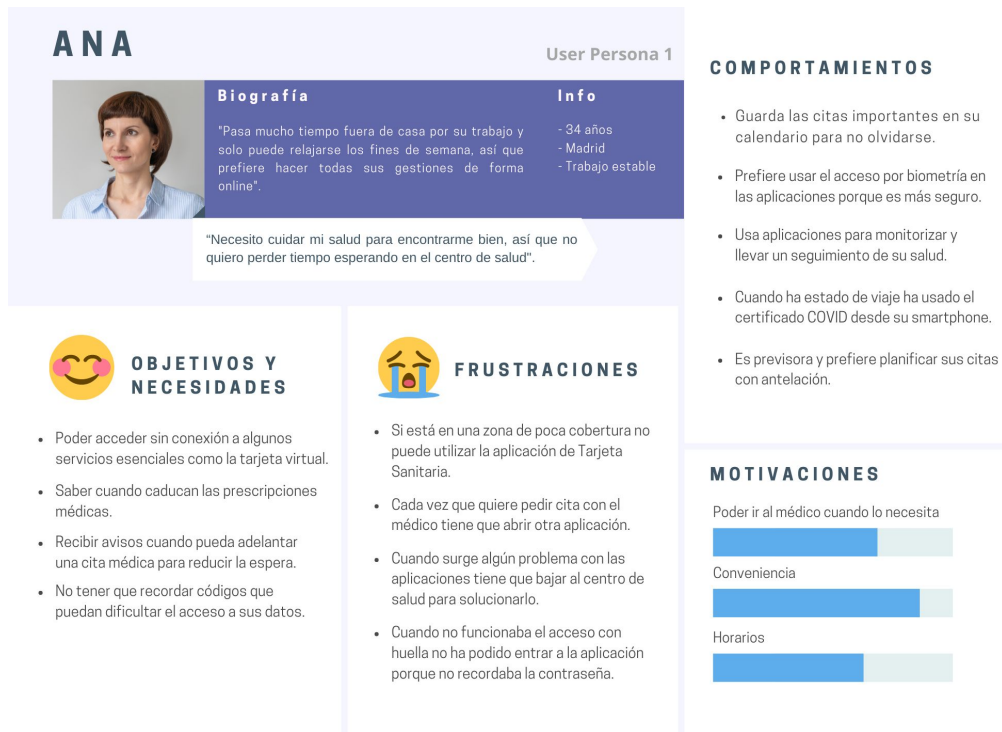 ANA
User Persona 1
Biografía
"Pasa mucho tiempo fuera de casa por su trabajo y
solo puede relajarse los fines de semana, así que
prefiere hacer todas sus gestiones de forma
online".
Info
- 34 años
- Madrid
- Trabajo estable
“Necesito cuidar mi salud para encontrarme bien, así que no
quiero perder tiempo esperando en el centro de salud".
OBJETIVOS Y
NECESIDADES
• Poder acceder sin conexión a algunos
servicios esenciales como la tarjeta virtual.
• Saber cuando caducan las prescripciones
médicas.
• Recibir avisos cuando pueda adelantar
una cita médica para reducir la espera.
• No tener que recordar códigos que
puedan dificultar el acceso a sus datos.
FRUSTRACIONES
• Si está en una zona de poca cobertura no
puede utilizar la aplicación de Tarjeta
Sanitaria.
• Cada vez que quiere pedir cita con el
médico tiene que abrir otra aplicación.
• Cuando surge algún problema con las
aplicaciones tiene que bajar al centro de
salud para solucionarlo.
• Cuando no funcionaba el acceso con
huella no ha podido entrar a la aplicación
porque no recordaba la contraseña.
COMPORTAMIENTOS
• Guarda las citas importantes en su
calendario para no olvidarse.
• Prefiere usar el acceso por biometría en
las aplicaciones porque es más seguro.
• Usa aplicaciones para monitorizar y
llevar un seguimiento de su salud.
• Cuando ha estado de viaje ha usado el
certificado COVID desde su smartphone.
• Es previsora y prefiere planificar sus citas
con antelación.
MOTIVACIONES
Poder ir al médico cuando lo necesita
Conveniencia
Horarios